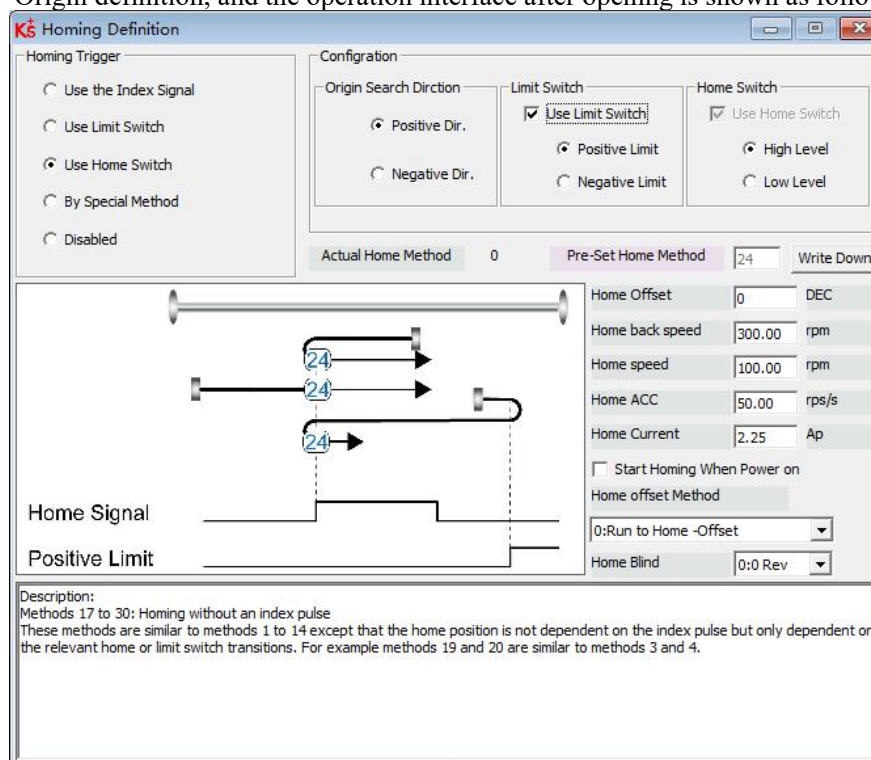 Origin definition, and the operation interface after opening is shown as follo
Homing Definition
Homing Trigger
Use the Index Signal
Use Limit Switch
Use Home Switch
By Special Method
Disabled
Configration
Origin Search Dirction
Positive Dir.
Negative Dir.
Limit Switch
Use Limit Switch
Positive Limit
Negative Limit
Home Switch
Use Home Switch
High Level
Low Level
Actual Home Method 0 Pre-Set Home Method 24 Write Down
Home Offset 0 DEC
Home back speed 300.00 rpm
Home speed 100.00 rpm
Home ACC 50.00 rps/s
Home Current 2.25 Ap
Start Homing When Power on
Home offset Method
0:Run to Home -Offset
Home Blind 0:0 Rev
24
24
24
Home Signal
Positive Limit
Description:
Methods 17 to 30: Homing without an index pulse
These methods are similar to methods 1 to 14 except that the home position is not dependent on the index pulse but only dependent or
the relevant home or limit switch transitions. For example methods 19 and 20 are similar to methods 3 and 4.